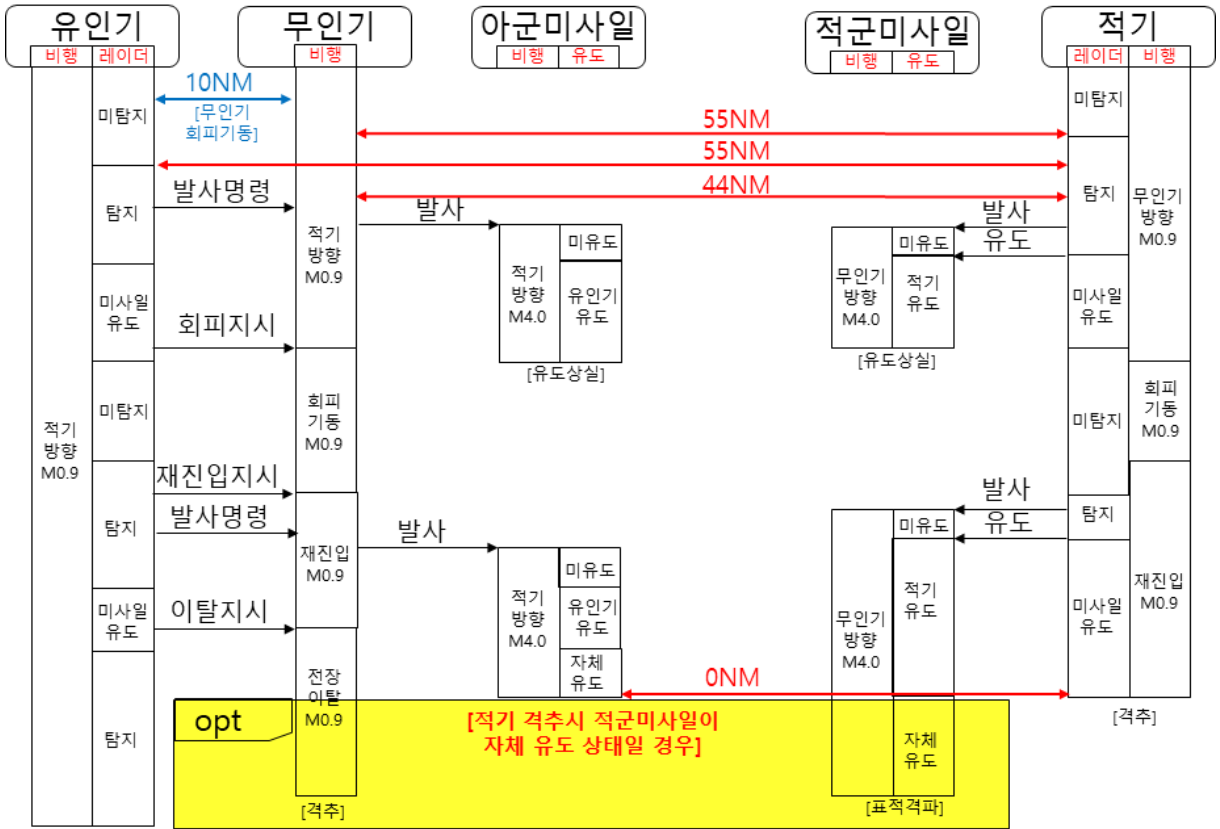 유인기
무인기
아군미사일
적군미사일
적기
비행
레이더
비행
비행
유도
비행
유도
레이더
비행
10NM
[무인기
회피기동]
미탐지
미탐지
55NM
55NM
44NM
탐지
발사명령
적기
방향
M0.9
발사
적기
방향
M4.0
미유도
유인기
유도
[유도상실]
발사
유도
무인기
방향
M4.0
미유도
적기
유도
[유도상실]
탐지
무인기
방향
M0.9
미사일
유도
미사일
유도
회피지시
적기
방향
M0.9
미탐지
회피
기동
M0.9
미탐지
회피
기동
M0.9
재진입지시
발사명령
탐지
재진입
M0.9
발사
적기
방향
M4.0
미유도
유인기
유도
자체
유도
발사
유도
무인기
방향
M4.0
미유도
적기
유도
탐지
미사일
유도
재진입
M0.9
미사일
유도
이탈지시
탐지
전장
이탈
M0.9
0NM
[격추]
opt
[적기 격추시 적군미사일이
자체 유도 상태일 경우]
자체
유도
[격추]
[표적격파]